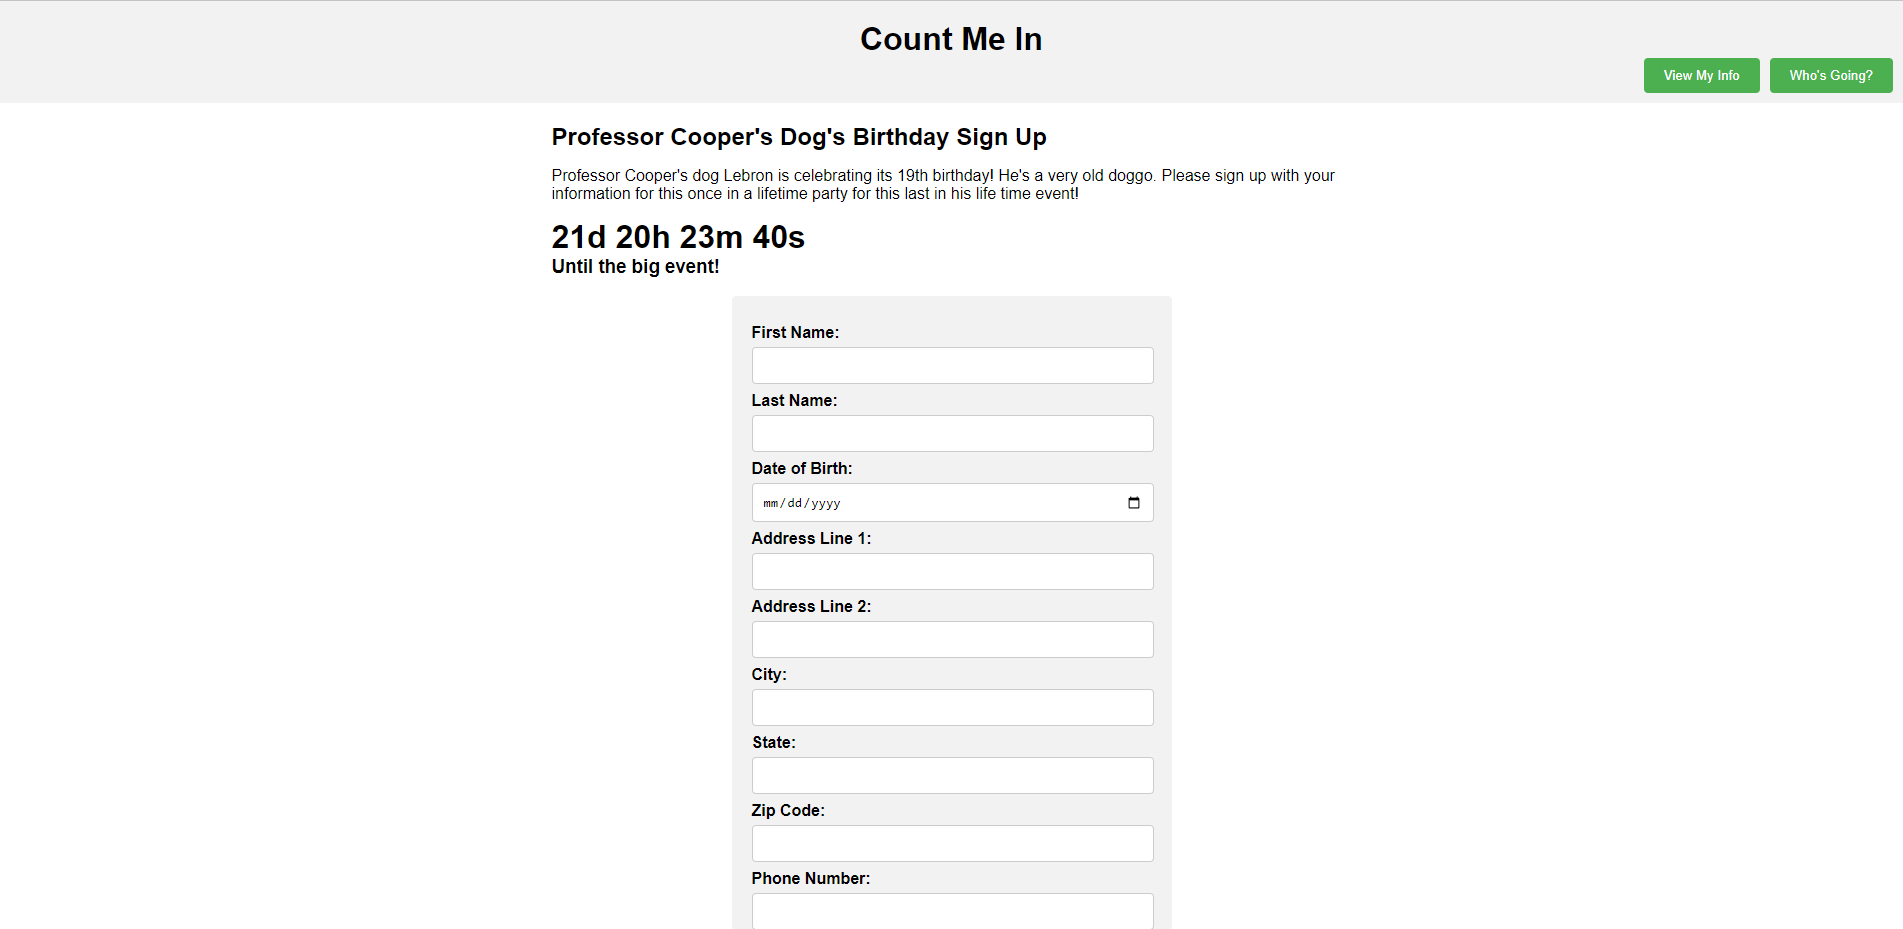 Count Me In
View My Info
Who's Going?
Professor Cooper's Dog's Birthday Sign Up
Professor Cooper's dog Lebron is celebrating its 19th birthday! He's a very old doggo. Please sign up with your
information for this once in a lifetime party for this last in his life time event!
21d 20h 23m 40s
Until the big event!
First Name:
Last Name:
Date of Birth:
mm/dd/yyyy
Address Line 1:
Address Line 2:
City:
State:
Zip Code:
Phone Number: